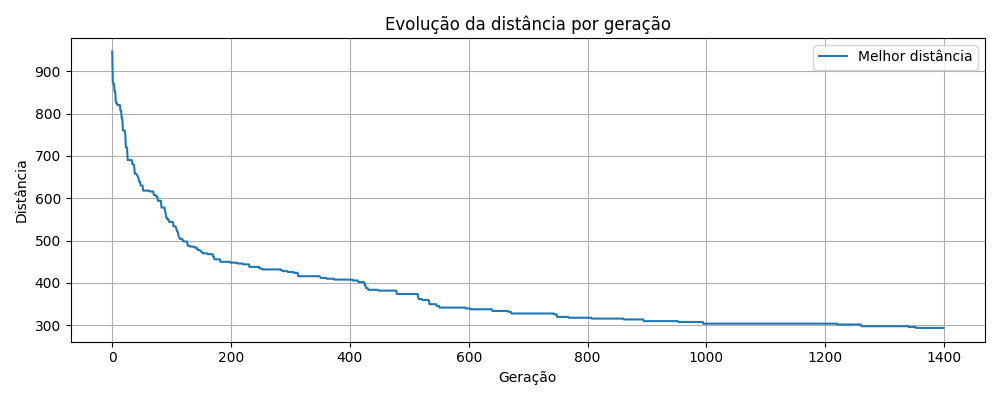 Evolução da distância por geração
Melhor distância
Distância
900
800
700
600
500
400
300
0 200 400 600 800 1000 1200 1400
Geração